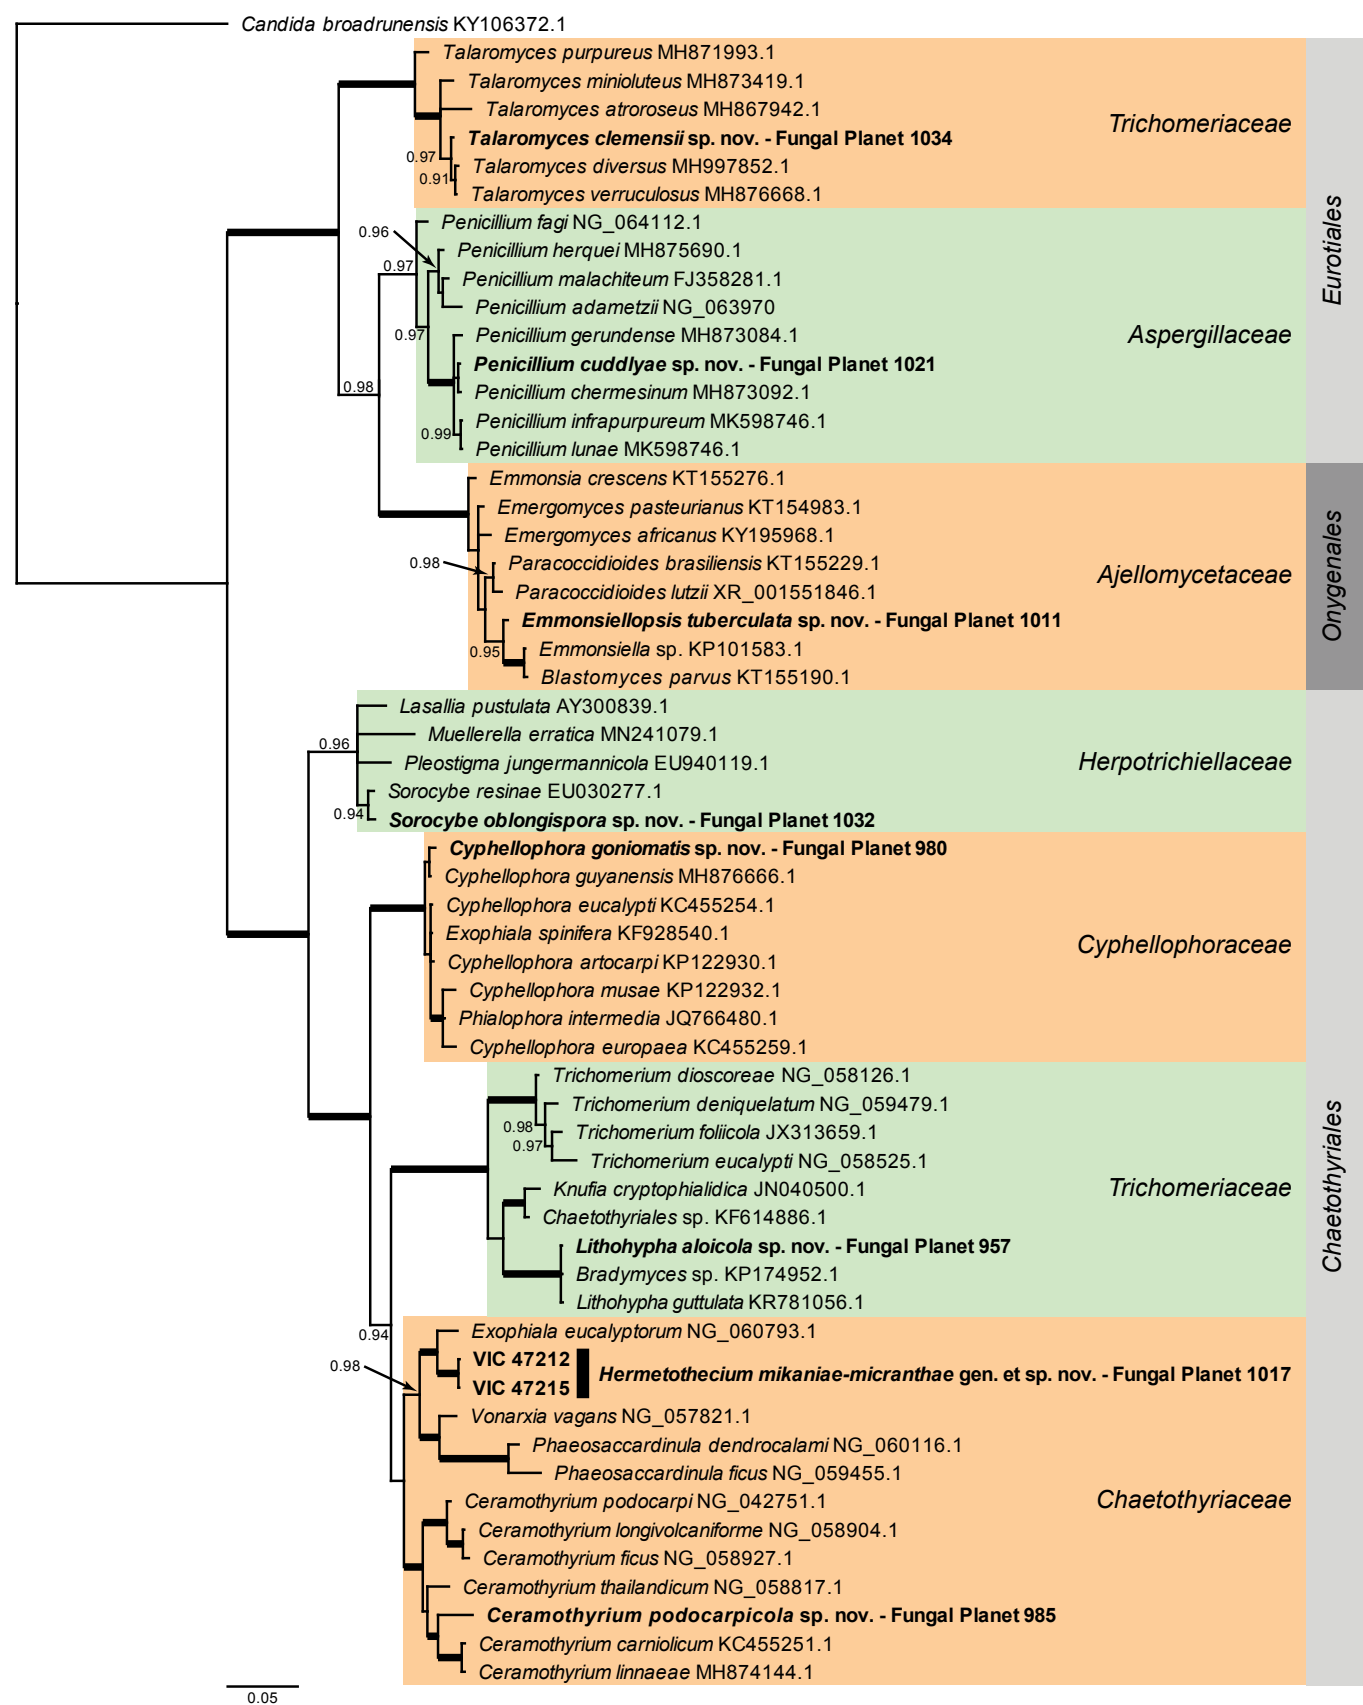 Candida broadrunensis KY106372.1
Talaromyces purpureus MH871993.1
Talaromyces minioluteus MH873419.1
Talaromyces atroroseus MH867942.1
Trichomeriaceae
Talaromyces clemensii sp. nov. - Fungal Planet 1034
0.97
Talaromyces diversus MH997852.1
0.91
Talaromyces verruculosus MH876668.1
Eurotiales
Penicillium fagi NG_064112.1
0.96
Penicillium herquei MH875690.1
0.97
Penicillium malachiteum FJ358281.1
Penicillium adametzii NG_063970
0.97
Penicillium gerundense MH873084.1
Aspergillaceae
Penicillium cuddlyae sp. nov. - Fungal Planet 1021
0.98
Penicillium chermesinum MH873092.1
Penicillium infrapurpureum MK598746.1
0.99
Penicillium lunae MK598746.1
Emmonsia crescens KT155276.1
Emergomyces pasteurianus KT154983.1
Emergomyces africanus KY195968.1
0.98
Paracoccidioides brasiliensis KT155229.1
Ajellomycetaceae
Onygenales
Paracoccidioides lutzii XR_001551846.1
Emmonsiellopsis tuberculata sp. nov. - Fungal Planet 1011
0.95
Emmonsiella sp. KP101583.1
Blastomyces parvus KT155190.1
Lasallia pustulata AY300839.1
Muellerella erratica MN241079.1
0.96
Pleostigma jungermannicola EU940119.1
Herpotrichiellaceae
Sorocybe resinae EU030277.1
0.94
Sorocybe oblongispora sp. nov. - Fungal Planet 1032
Cyphellophora goniomatis sp. nov. - Fungal Planet 980
Cyphellophora guyanensis MH876666.1
Cyphellophora eucalypti KC455254.1
Exophiala spinifera KF928540.1
Cyphellophoraceae
Cyphellophora artocarpi KP122930.1
Cyphellophora musae KP122932.1
Phialophora intermedia JQ766480.1
Cyphellophora europaea KC455259.1
Trichomerium dioscoreae NG_058126.1
Trichomerium deniquelatum NG_059479.1
0.98
Trichomerium foliicola JX313659.1
0.97
Trichomerium eucalypti NG_058525.1
Chaetothyriales
Knufia cryptophialidica JN040500.1
Trichomeriaceae
Chaetothyriales sp. KF614886.1
Lithohypha aloicola sp. nov. - Fungal Planet 957
Bradymyces sp. KP174952.1
Lithohypha guttulata KR781056.1
0.94
Exophiala eucalyptorum NG_060793.1
0.98
VIC 47212
Hermetothecium mikaniae-micranthae gen. et sp. nov. - Fungal Planet 1017
VIC 47215
Vonarxia vagans NG_057821.1
Phaeosaccardinula dendrocalami NG_060116.1
Phaeosaccardinula ficus NG_059455.1
Ceramothyrium podocarpi NG_042751.1
Chaetothyriaceae
Ceramothyrium longivolcaniforme NG_058904.1
Ceramothyrium ficus NG_058927.1
Ceramothyrium thailandicum NG_058817.1
Ceramothyrium podocarpicola sp. nov. - Fungal Planet 985
Ceramothyrium carniolicum KC455251.1
Ceramothyrium linnaeae MH874144.1
0.05